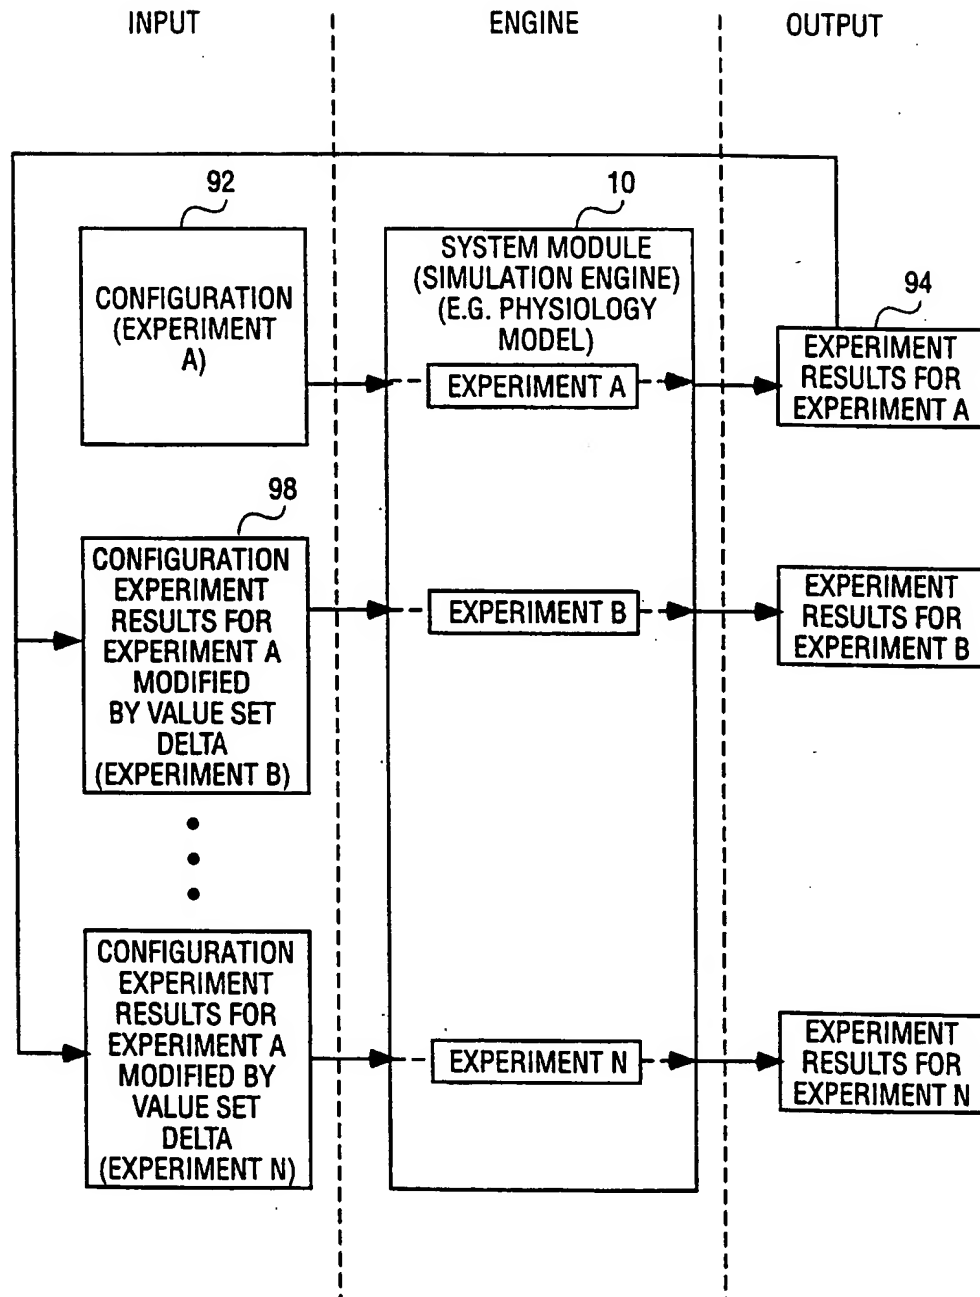 INPUT
ENGINE
OUTPUT
92
CONFIGURATION
(EXPERIMENT
A)
10
SYSTEM MODULE
(SIMULATION ENGINE)
(E.G. PHYSIOLOGY
MODEL)
EXPERIMENT A
94
EXPERIMENT
RESULTS FOR
EXPERIMENT A
98
CONFIGURATION
EXPERIMENT
RESULTS FOR
EXPERIMENT A
MODIFIED
BY VALUE SET
DELTA
(EXPERIMENT B)
EXPERIMENT B
EXPERIMENT
RESULTS FOR
EXPERIMENT B
CONFIGURATION
EXPERIMENT
RESULTS FOR
EXPERIMENT A
MODIFIED BY
VALUE SET
DELTA
(EXPERIMENT N)
EXPERIMENT N
EXPERIMENT
RESULTS FOR
EXPERIMENT N